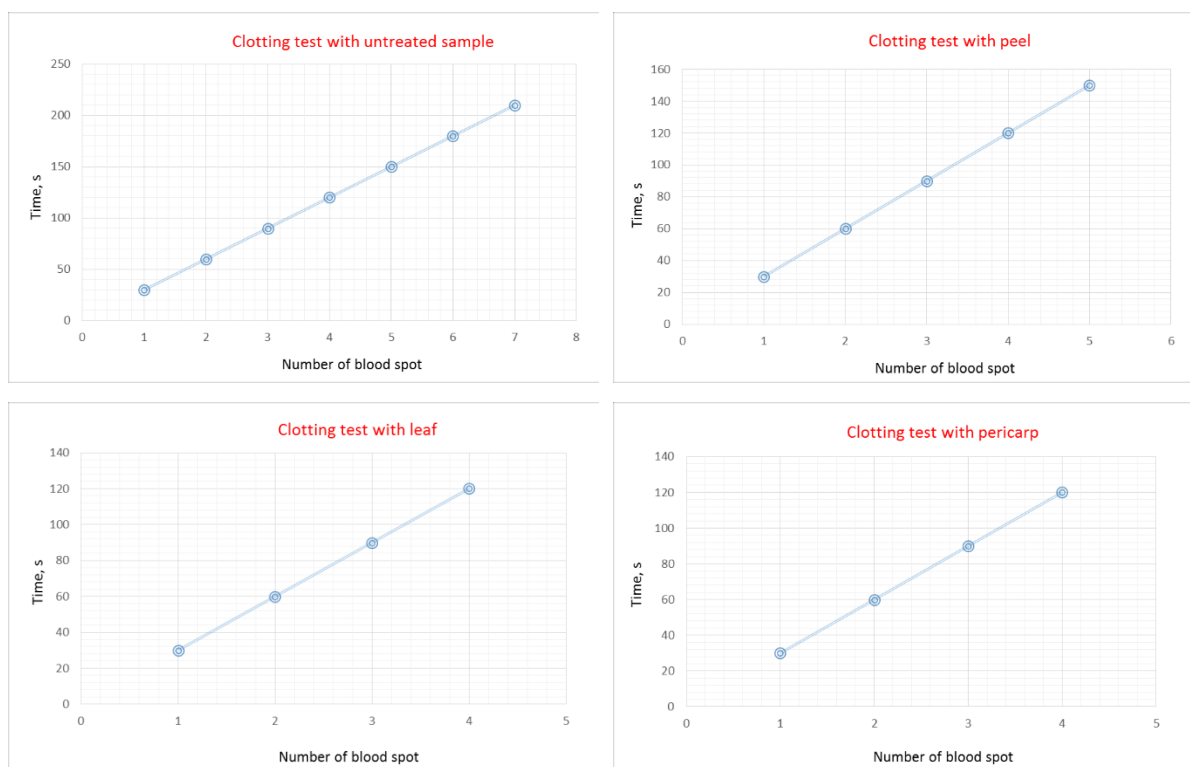 Clotting test with untreated sample
250
200
150
100
50
0
Time, s
0 1 2 3 4 5 6 7 8
Number of blood spot
Clotting test with peel
160
140
120
100
80
60
40
20
0
Time, s
0 1 2 3 4 5 6
Number of blood spot
Clotting test with leaf
140
120
100
80
60
40
20
0
Time, s
0 1 2 3 4 5
Number of blood spot
Clotting test with pericarp
140
120
100
80
60
40
20
0
Time, s
0 1 2 3 4 5
Number of blood spot